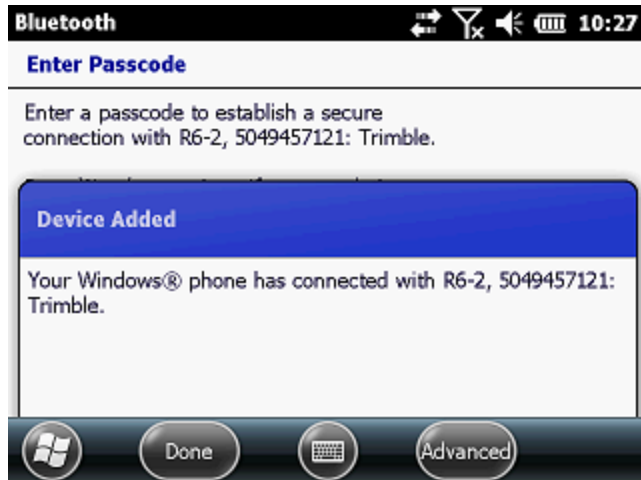 Bluetooth 10:27
Enter Passcode
Enter a passcode to establish a secure
connection with R6-2, 5049457121: Trimble.
Device Added
Your Windows® phone has connected with R6-2, 5049457121:
Trimble.
Done Advanced